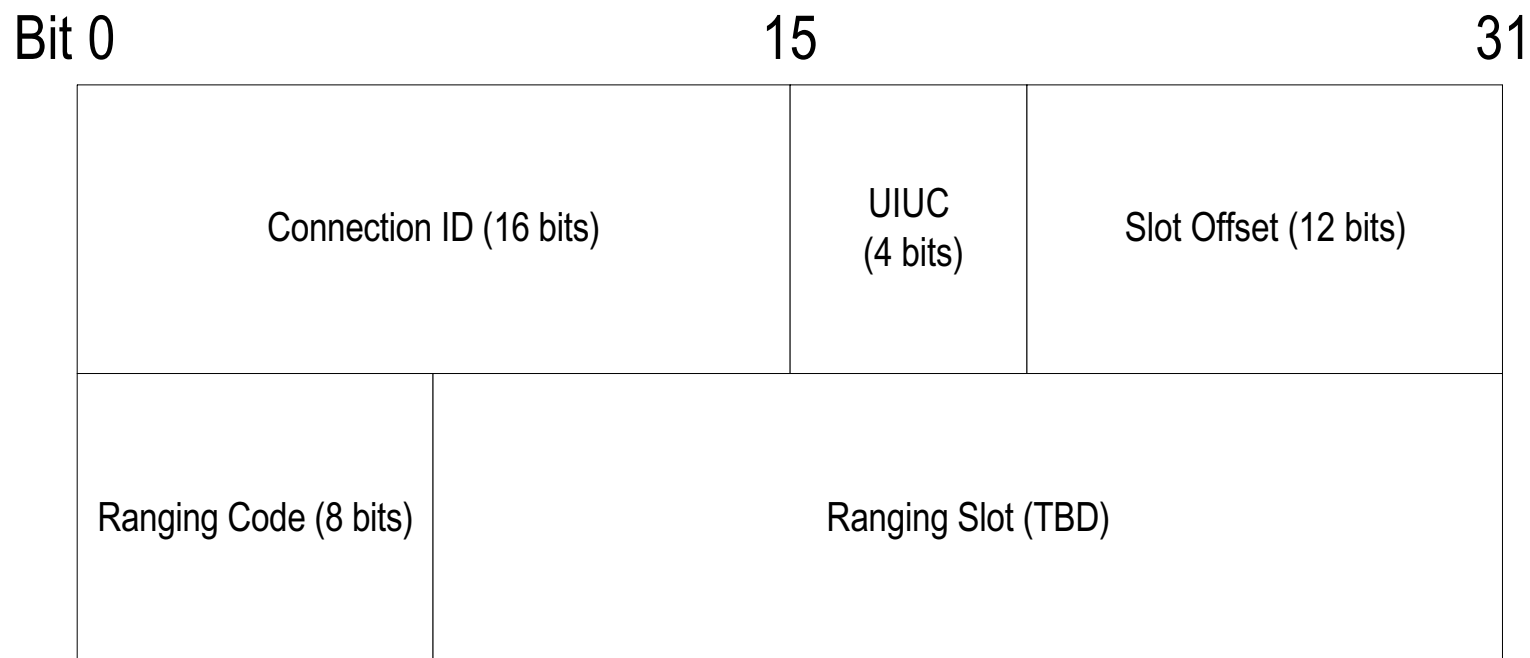 Bit 0 15 31
Connection ID (16 bits)
UIUC
(4 bits)
Slot Offset (12 bits)
Ranging Code (8 bits)
Ranging Slot (TBD)